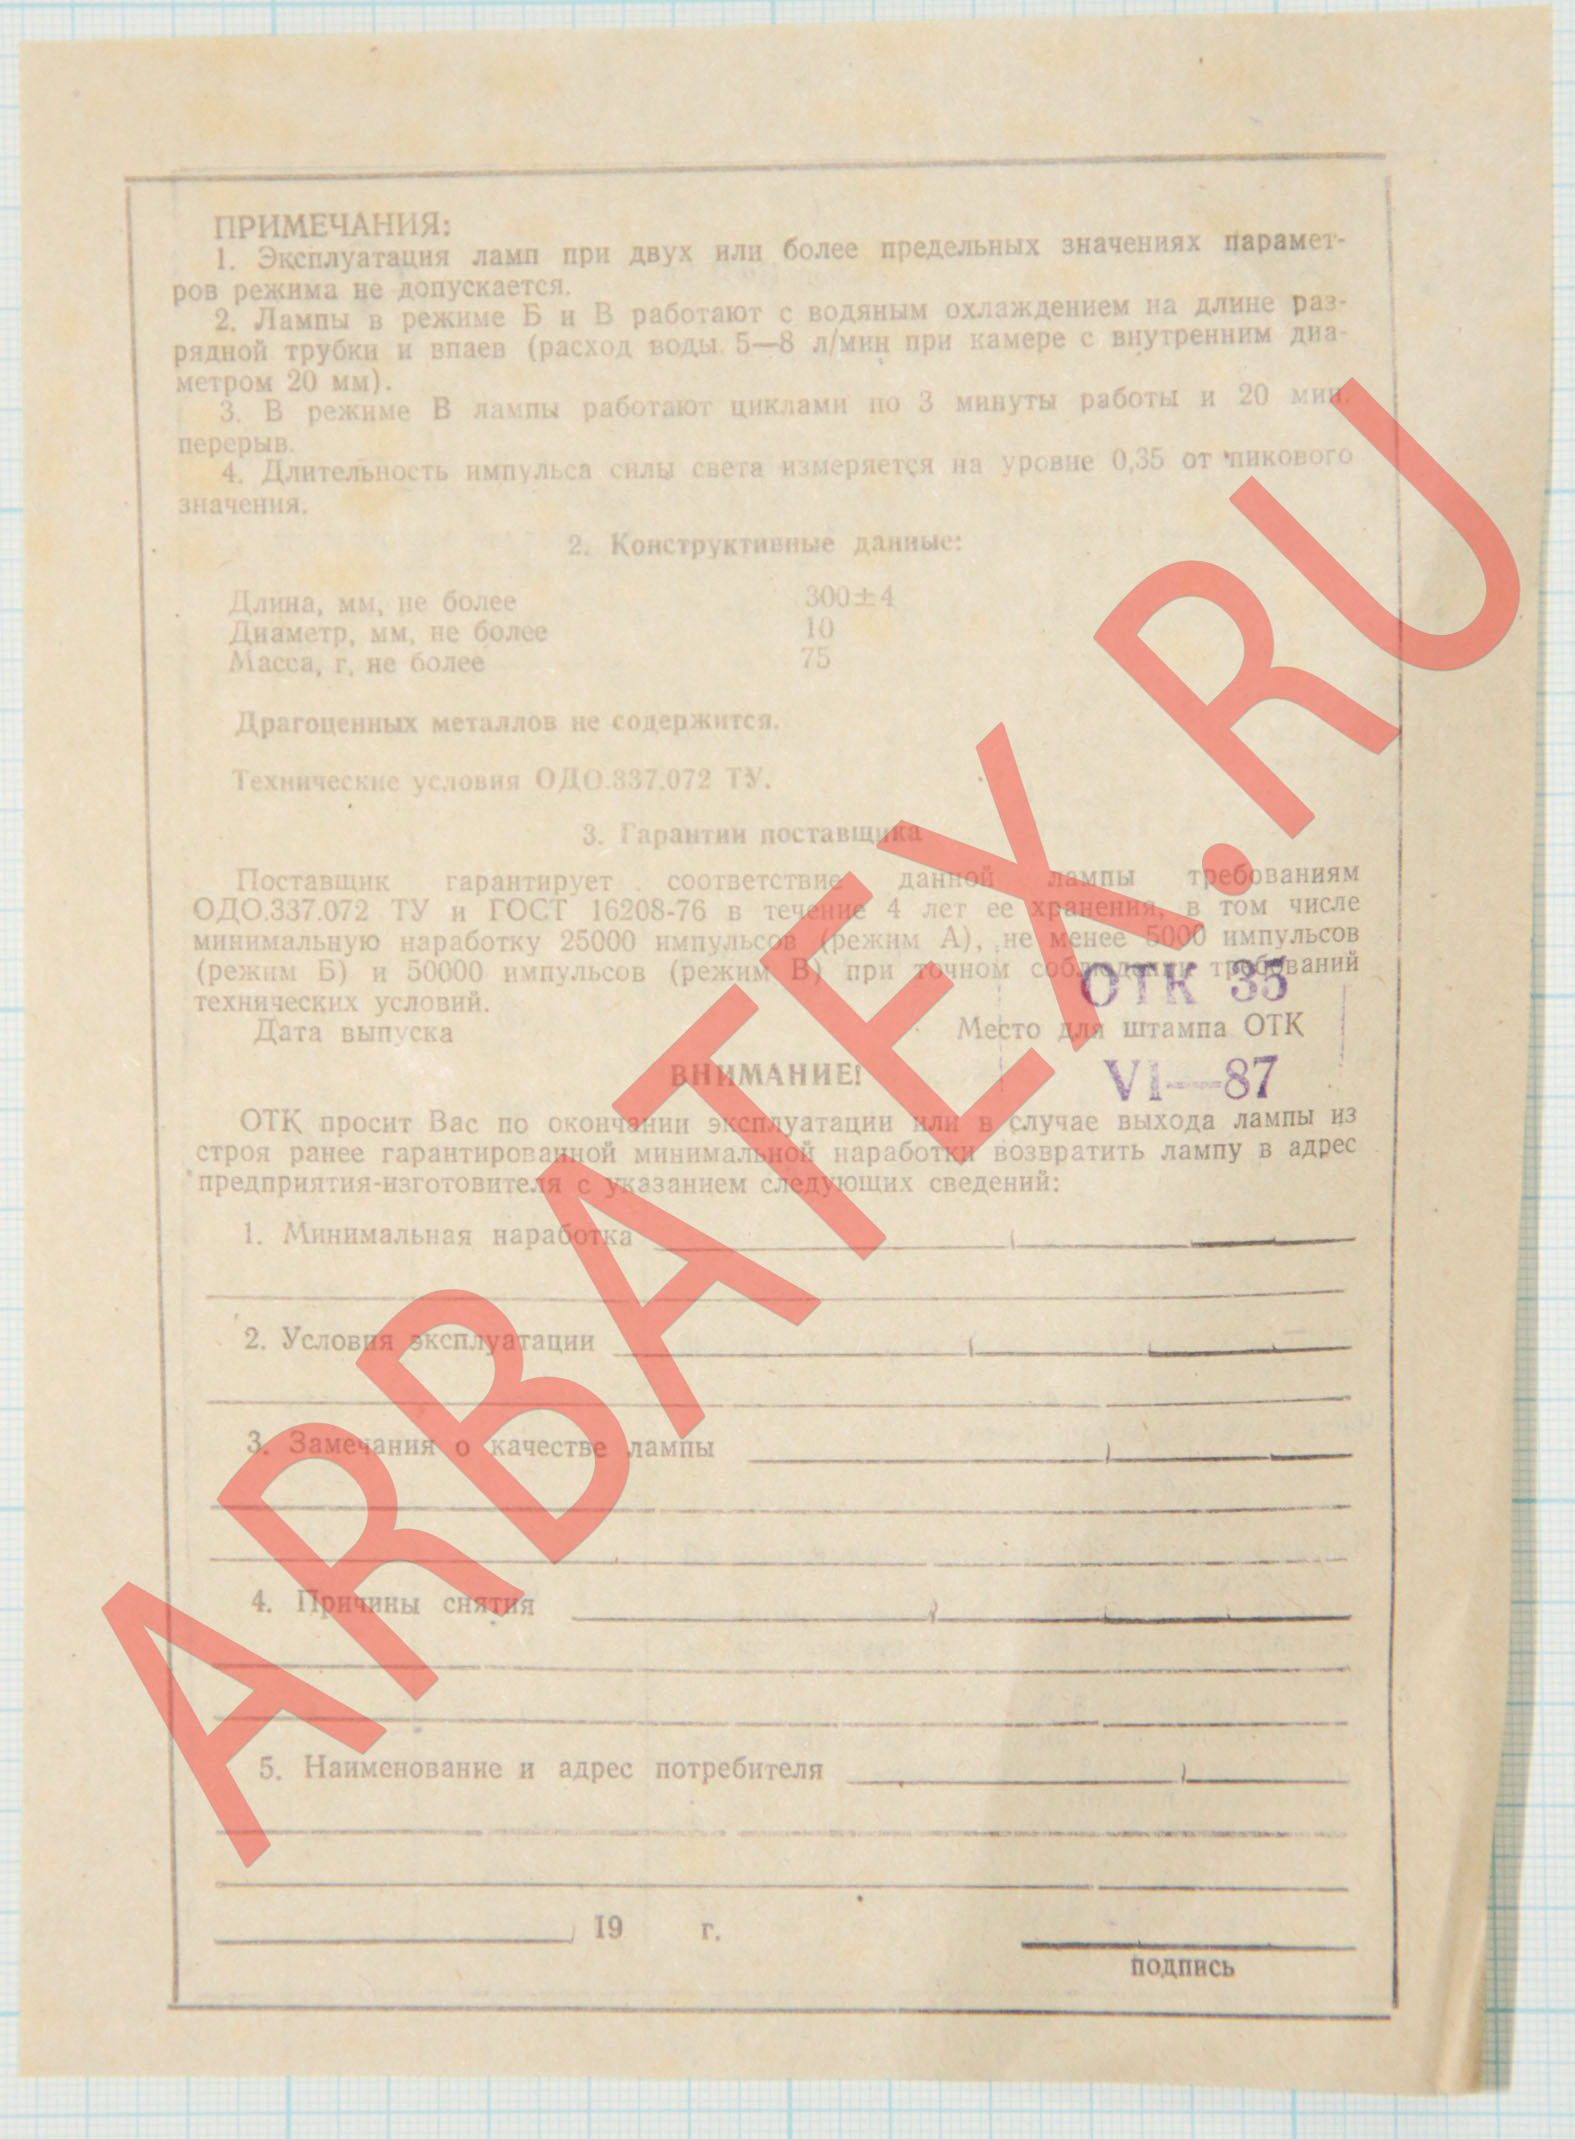 ПРИМЕЧАНИЯ:
1. Эксплуатация ламп при двух или более предельных значениях парамет-
ров режима не допускается.
2. Лампы в режиме Б и В работают с водяным охлаждением на длине раз-
рядной трубки и впаев (расход воды 5—8 л/мин при камере с внутренним диа-
метром 20 мм).
3. В режиме В лампы работают циклами по 3 минуты работы и 20 мин.
перерыв.
4. Длительность импульса силы света измеряется на уровне 0,35 от пикового
значения.
2. Конструктивные данные:
Длина, мм, не более 300±4
Диаметр, мм, не более 10
Масса, г, не более 75
Драгоценных металлов не содержится.
Технические условия ОДО.337.072 ТУ.
3. Гарантии поставщика
Поставщик гарантирует соответствие данной лампы требованиям
ОДО.337.072 ТУ и ГОСТ 16208-76 в течение 4 лет ее хранения, в том числе
минимальную наработку 25000 импульсов (режим А), не менее 5000 импульсов
(режим Б) и 50000 импульсов (режим В) при точном соблюдении требований
технических условий.
ОТК 35
Дата выпуска Место для штампа ОТК
VI—87
ВНИМАНИЕ!
ОТК просит Вас по окончании эксплуатации или в случае выхода лампы из
строя ранее гарантированной минимальной наработки возвратить лампу в адрес
предприятия-изготовителя с указанием следующих сведений:
1. Минимальная наработка
2. Условия эксплуатации
3. Замечания о качестве лампы
4. Причины снятия
5. Наименование и адрес потребителя
19 г.
подпись
ARBATEX.RU